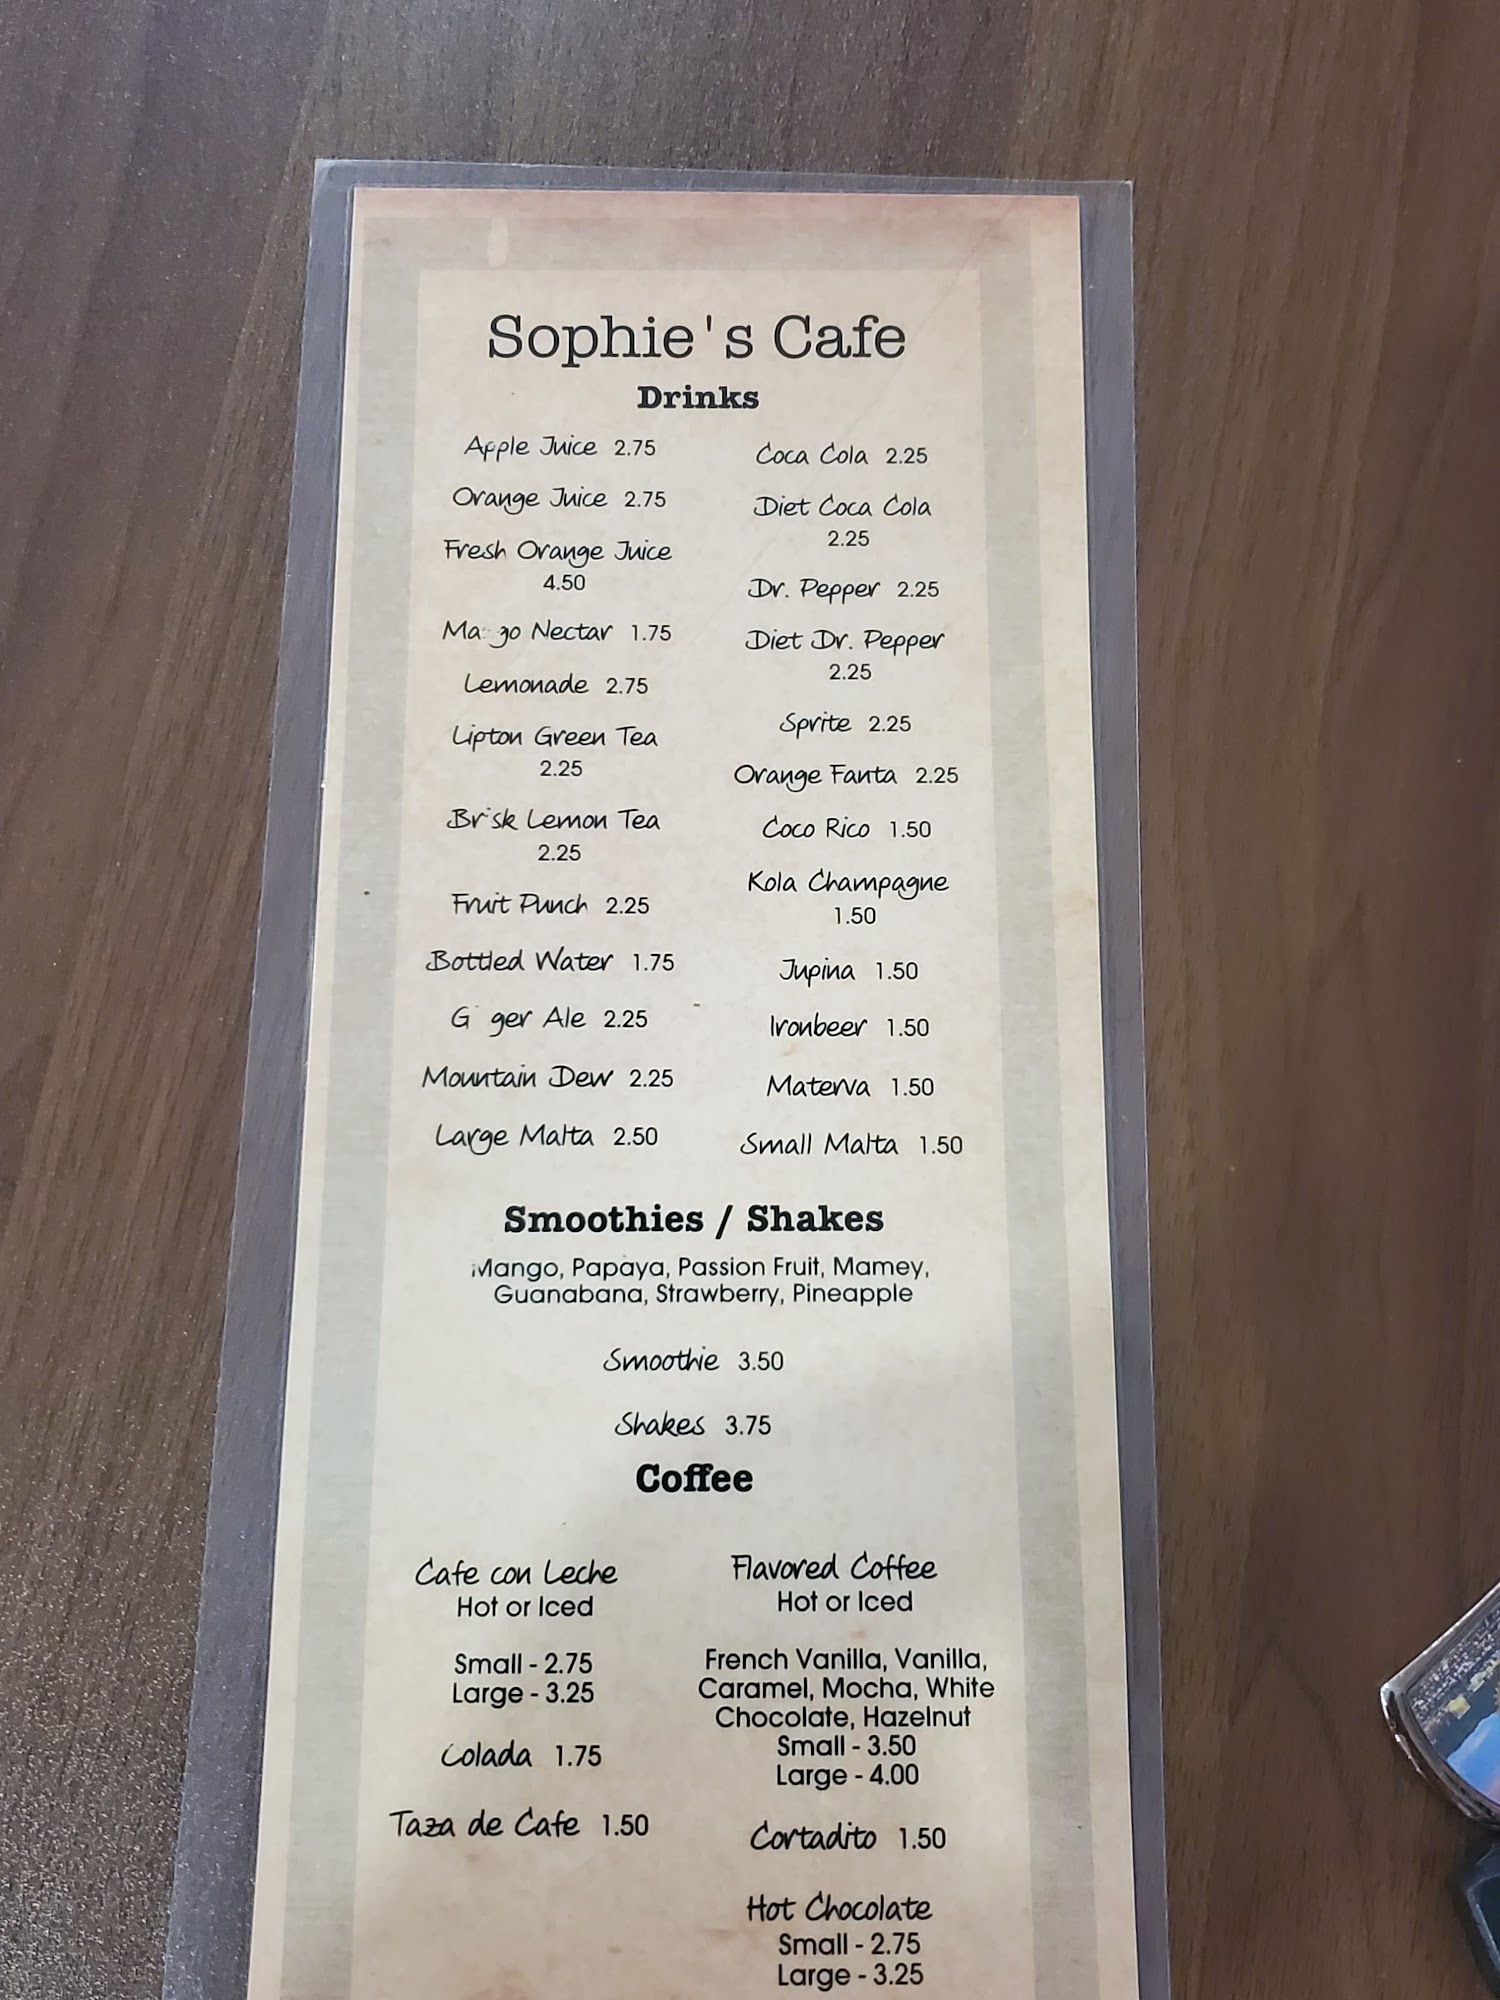 Sophie's Cafe
Drinks
Apple Juice 2.75
Orange Juice 2.75
Fresh Orange Juice
4.50
Mango Nectar 1.75
Lemonade 2.75
Lipton Green Tea
2.25
Brisk Lemon Tea
2.25
Fruit Punch 2.25
Bottled Water 1.75
Ginger Ale 2.25
Mountain Dew 2.25
Large Malta 2.50
Coca Cola 2.25
Diet Coca Cola
2.25
Dr. Pepper 2.25
Diet Dr. Pepper
2.25
Sprite 2.25
Orange Fanta 2.25
Coco Rico 1.50
Kola Champagne
1.50
Jupina 1.50
Ironbeer 1.50
Materva 1.50
Small Malta 1.50
Smoothies / Shakes
Mango, Papaya, Passion Fruit, Mamey,
Guanabana, Strawberry, Pineapple
Smoothie 3.50
Shakes 3.75
Coffee
Cafe con Leche
Hot or Iced
Small - 2.75
Large - 3.25
Colada 1.75
Taza de Cafe 1.50
Flavored Coffee
Hot or Iced
French Vanilla, Vanilla,
Caramel, Mocha, White
Chocolate, Hazelnut
Small - 3.50
Large - 4.00
Cortadito 1.50
Hot Chocolate
Small - 2.75
Large - 3.25